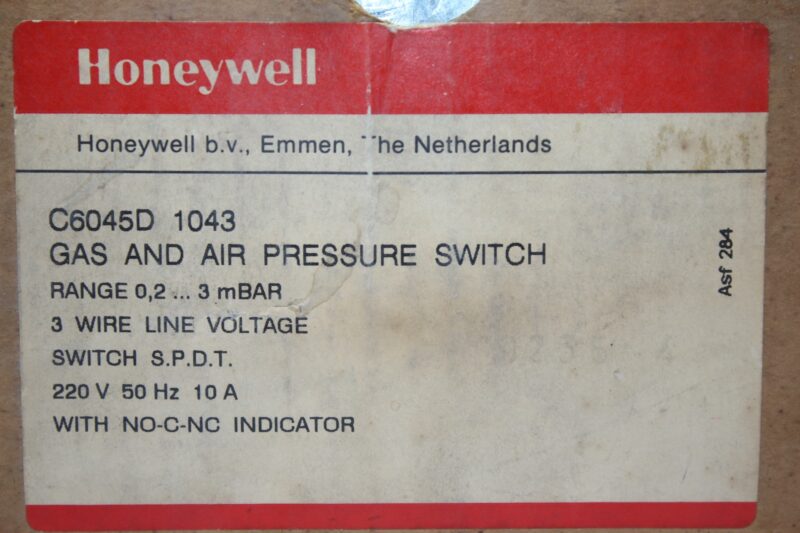 Honeywell
Honeywell b.v., Emmen, The Netherlands
C6045D 1043
GAS AND AIR PRESSURE SWITCH
RANGE 0,2 ... 3 mBAR
3 WIRE LINE VOLTAGE
SWITCH S.P.D.T.
220 V 50 Hz 10 A
WITH NO-C-NC INDICATOR
Asf 284